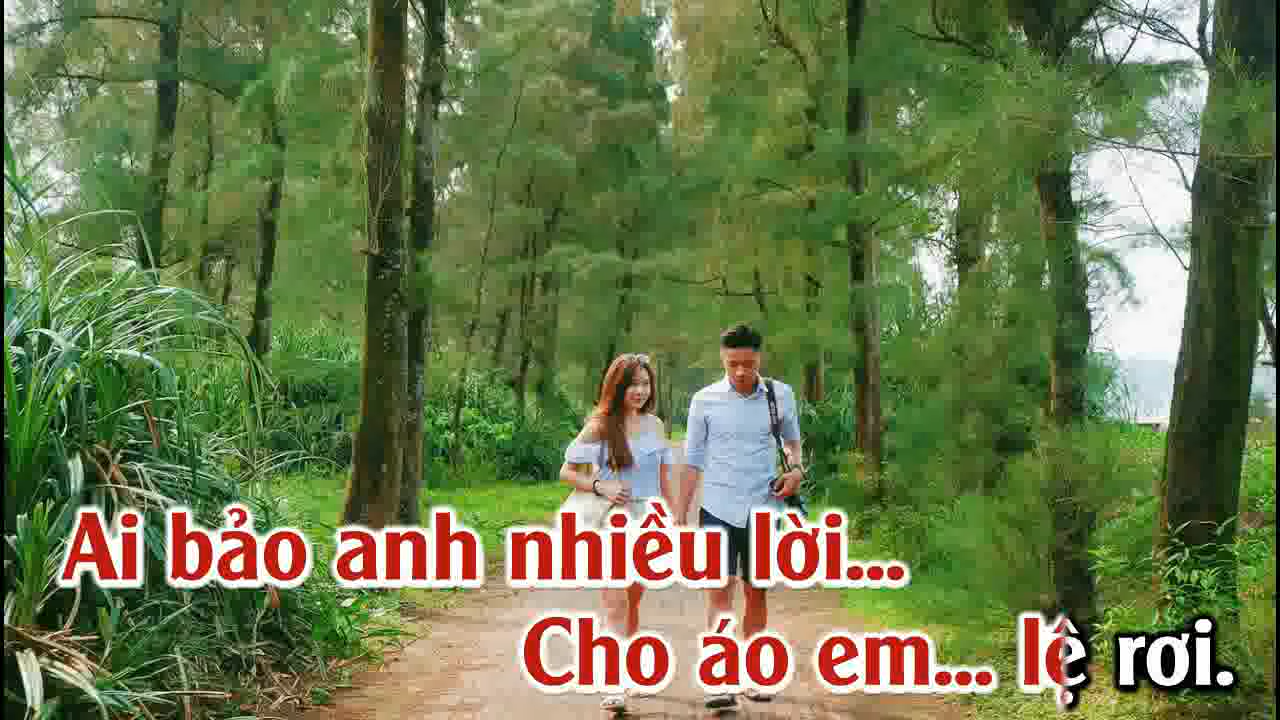 Ai bảo anh nhiều lời...
Cho áo em... lệ rơi.